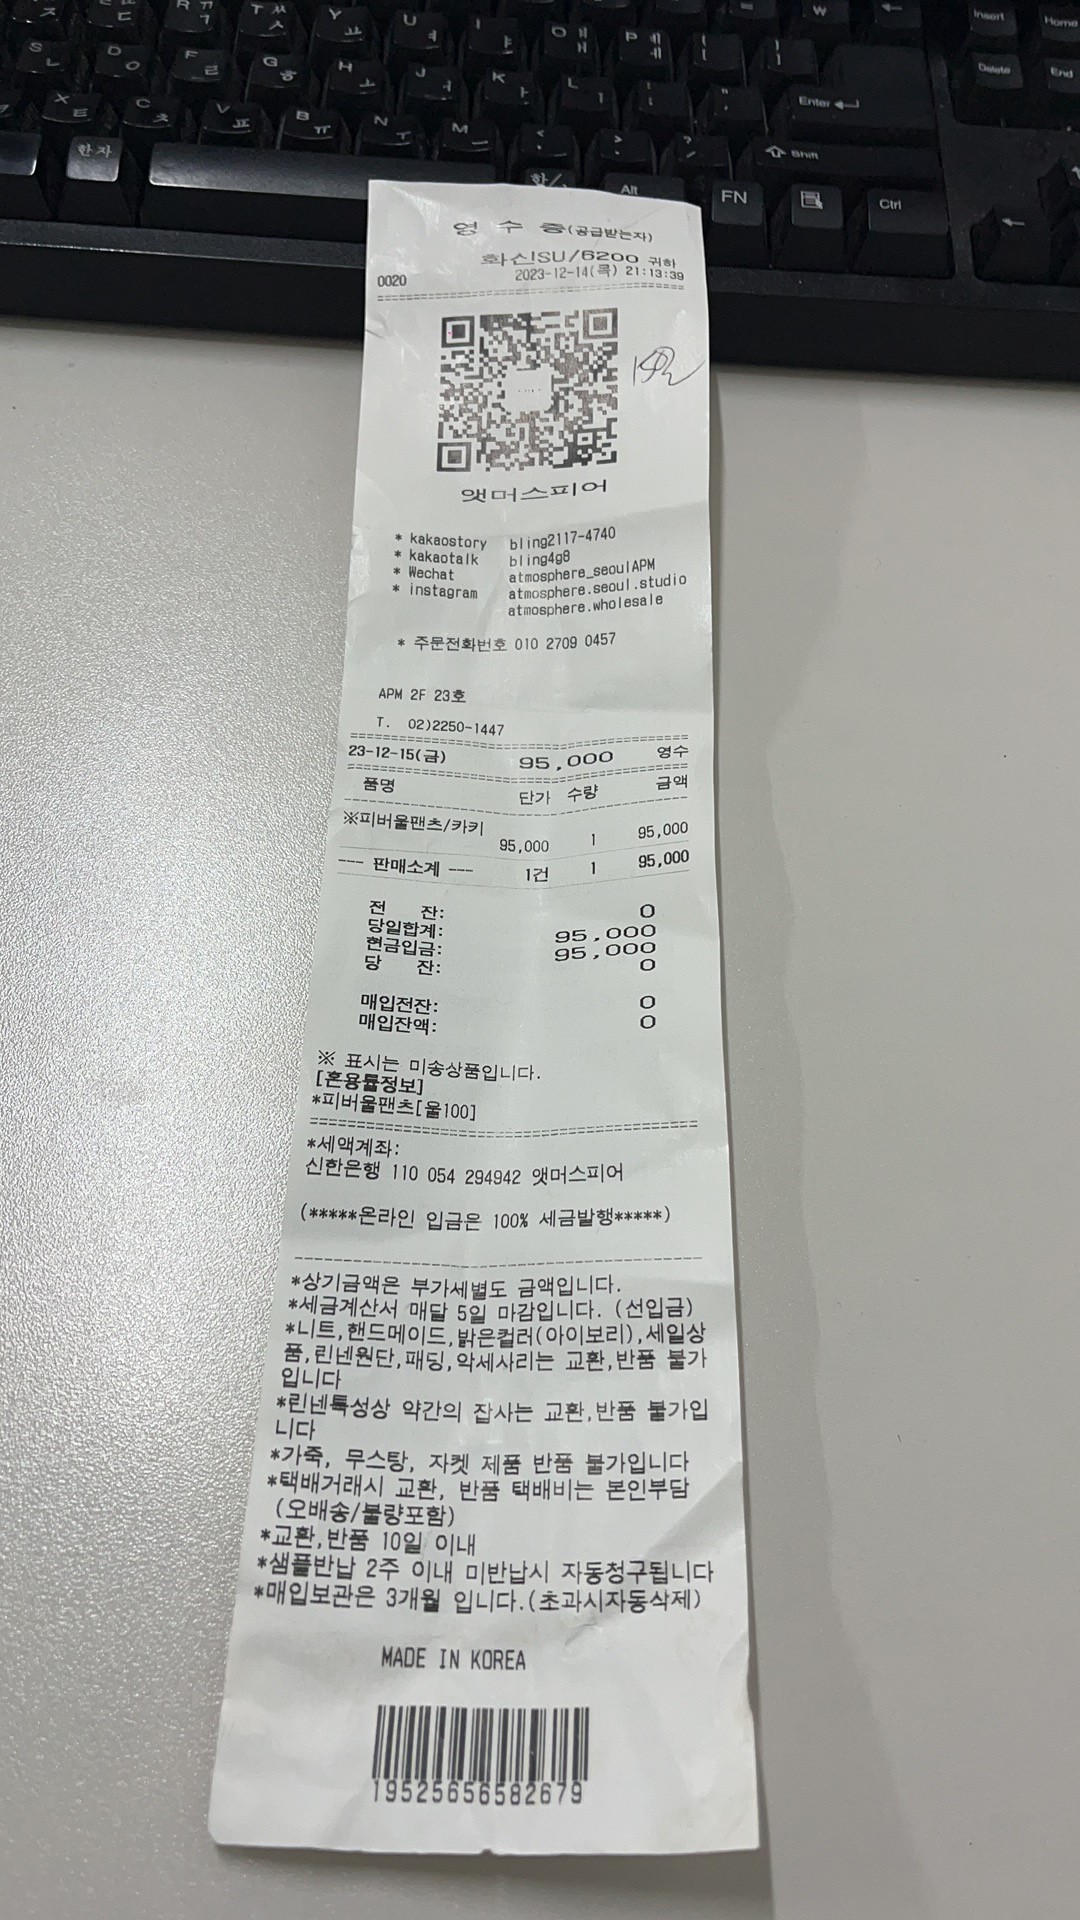 영 수 증(공급받는자)
화신!SU/6200 귀하
0020 2023-12-14(목) 21:13:39
앳머스피어
* kakaostory bling2117-4740
* kakaotalk bling4g8
* Wechat atmosphere_seoulAPM
* instagram atmosphere.seoul.studio
atmosphere.wholesale
* 주문전화번호 010 2709 0457
APM 2F 23호
T. 02)2250-1447
23-12-15(금) 95,000 영수
품명 단가 수량 금액
※피버울팬츠/카키
95,000 1 95,000
--- 판매소계 --- 1건 1 95,000
전 잔: 0
당일합계: 95,000
현금입금: 95,000
당 잔: 0
매입전잔: 0
매입잔액: 0
※ 표시는 미송상품입니다.
[혼용률정보]
*피버울팬츠[울100]
*세액계좌:
신한은행 110 054 294942 앳머스피어
(*****온라인 입금은 100% 세금발행*****)
*상기금액은 부가세별도 금액입니다.
*세금계산서 매달 5일 마감입니다. (선입금)
*니트,핸드메이드,밝은컬러(아이보리),세일상
품,린넨원단,패딩,악세사리는 교환,반품 불가
입니다
*린넨특성상 약간의 잡사는 교환,반품 불가입
니다
*가죽, 무스탕, 자켓 제품 반품 불가입니다
*택배거래시 교환, 반품 택배비는 본인부담
(오배송/불량포함)
*교환,반품 10일 이내
*샘플반납 2주 이내 미반납시 자동청구됩니다
*매입보관은 3개월 입니다.(초과시자동삭제)
MADE IN KOREA
19525656582679